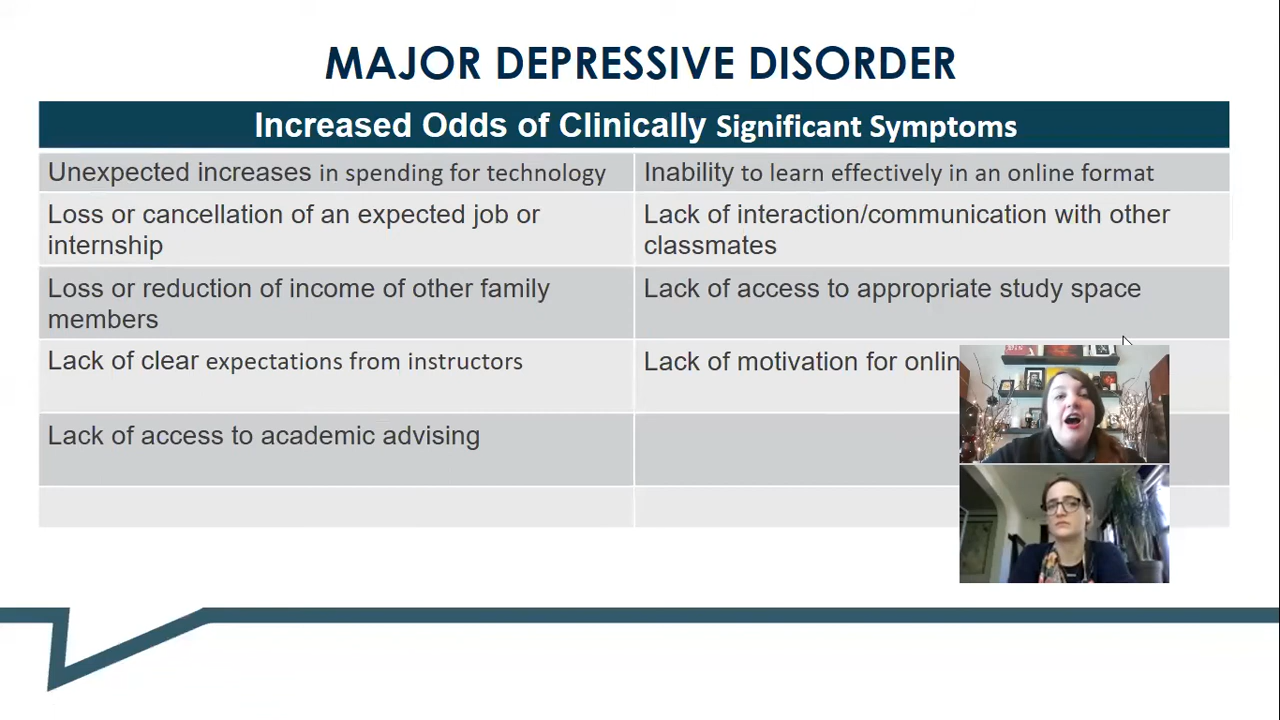 MAJOR DEPRESSIVE DISORDER
Increased Odds of Clinically Significant Symptoms
Unexpected increases in spending for technology
Inability to learn effectively in an online format
Loss or cancellation of an expected job or
internship
Lack of interaction/communication with other
classmates
Loss or reduction of income of other family
members
Lack of access to appropriate study space
Lack of clear expectations from instructors
Lack of motivation for onlin
Lack of access to academic advising